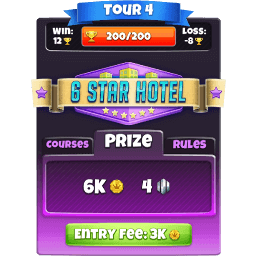 TOUR 4
WIN: 12 200/200 LOSS: -8
6 STAR HOTEL
COURSES PRIZE RULES
6K 4
ENTRY FEE: 3K